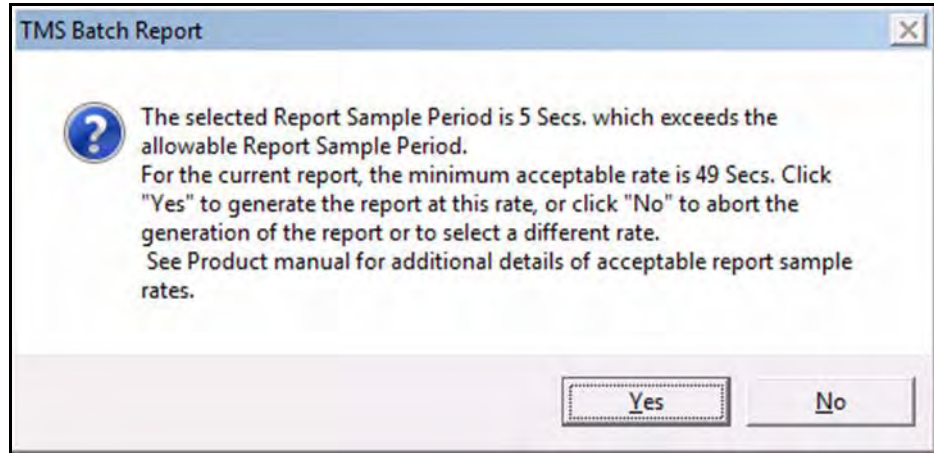 TMS Batch Report
The selected Report Sample Period is 5 Secs. which exceeds the
allowable Report Sample Period.
For the current report, the minimum acceptable rate is 49 Secs. Click
"Yes" to generate the report at this rate, or click "No" to abort the
generation of the report or to select a different rate.
See Product manual for additional details of acceptable report sample
rates.
Yes
No